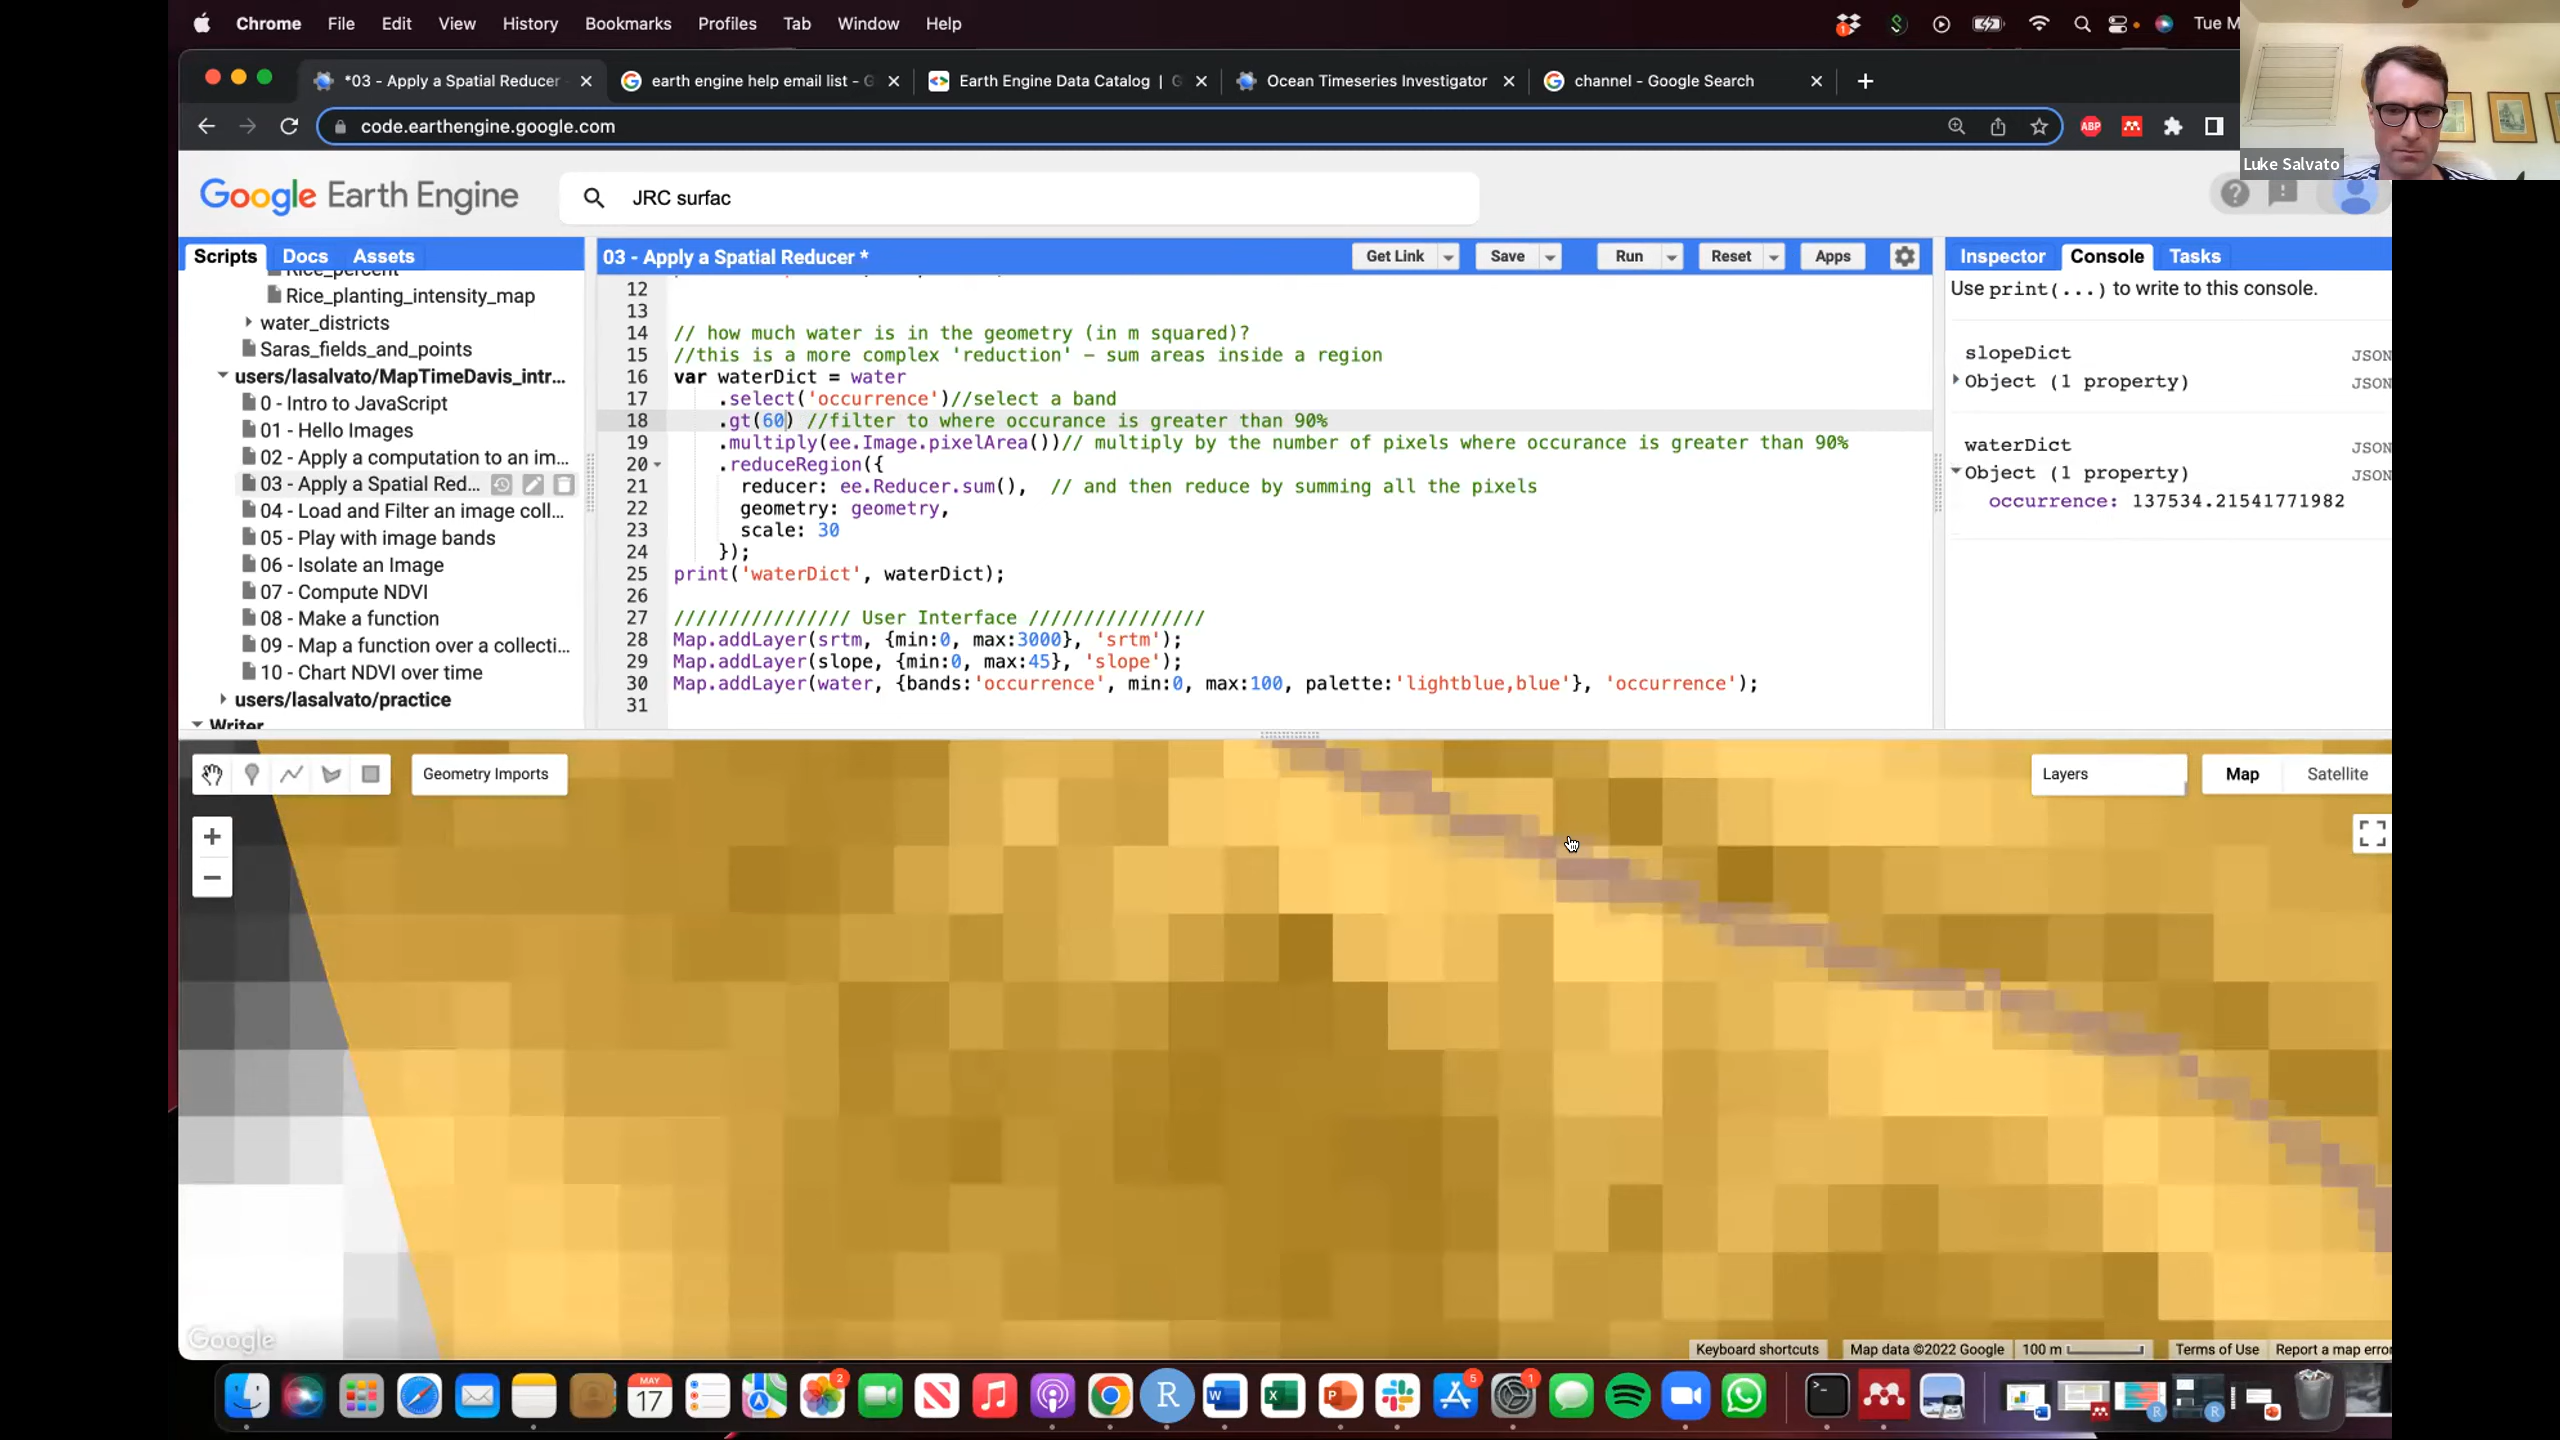 Chrome File Edit View History Bookmarks Profiles Tab Window Help
Tue M
*03 - Apply a Spatial Reducer
earth engine help email list - G
Earth Engine Data Catalog | G
Ocean Timeseries Investigator
channel - Google Search
code.earthengine.google.com
ABP
Luke Salvato
Google Earth Engine
JRC surfac
Scripts Docs Assets
03 - Apply a Spatial Reducer *
Get Link Save Run Reset Apps
Inspector Console Tasks
Rice_percent
Rice_planting_intensity_map
water_districts
Saras_fields_and_points
users/lasalvato/MapTimeDavis_intr...
0 - Intro to JavaScript
01 - Hello Images
02 - Apply a computation to an im...
03 - Apply a Spatial Red...
04 - Load and Filter an image coll...
05 - Play with image bands
06 - Isolate an Image
07 - Compute NDVI
08 - Make a function
09 - Map a function over a collecti...
10 - Chart NDVI over time
users/lasalvato/practice
Writer
12
13
14 // how much water is in the geometry (in m squared)?
15 //this is a more complex 'reduction' – sum areas inside a region
16 var waterDict = water
17 .select('occurrence')//select a band
18 .gt(60) //filter to where occurance is greater than 90%
19 .multiply(ee.Image.pixelArea())// multiply by the number of pixels where occurance is greater than 90%
20 .reduceRegion({
21 reducer: ee.Reducer.sum(), // and then reduce by summing all the pixels
22 geometry: geometry,
23 scale: 30
24 });
25 print('waterDict', waterDict);
26
27 //////////////// User Interface ////////////////
28 Map.addLayer(srtm, {min:0, max:3000}, 'srtm');
29 Map.addLayer(slope, {min:0, max:45}, 'slope');
30 Map.addLayer(water, {bands:'occurrence', min:0, max:100, palette:'lightblue,blue'}, 'occurrence');
31
Use print(...) to write to this console.
slopeDict JSON
Object (1 property) JSON
waterDict JSON
Object (1 property) JSON
occurrence: 137534.21541771982
Geometry Imports
Layers
Map Satellite
+
−
Google
Keyboard shortcuts
Map data ©2022 Google
100 m
Terms of Use
Report a map error
MAY
17
2
5
1